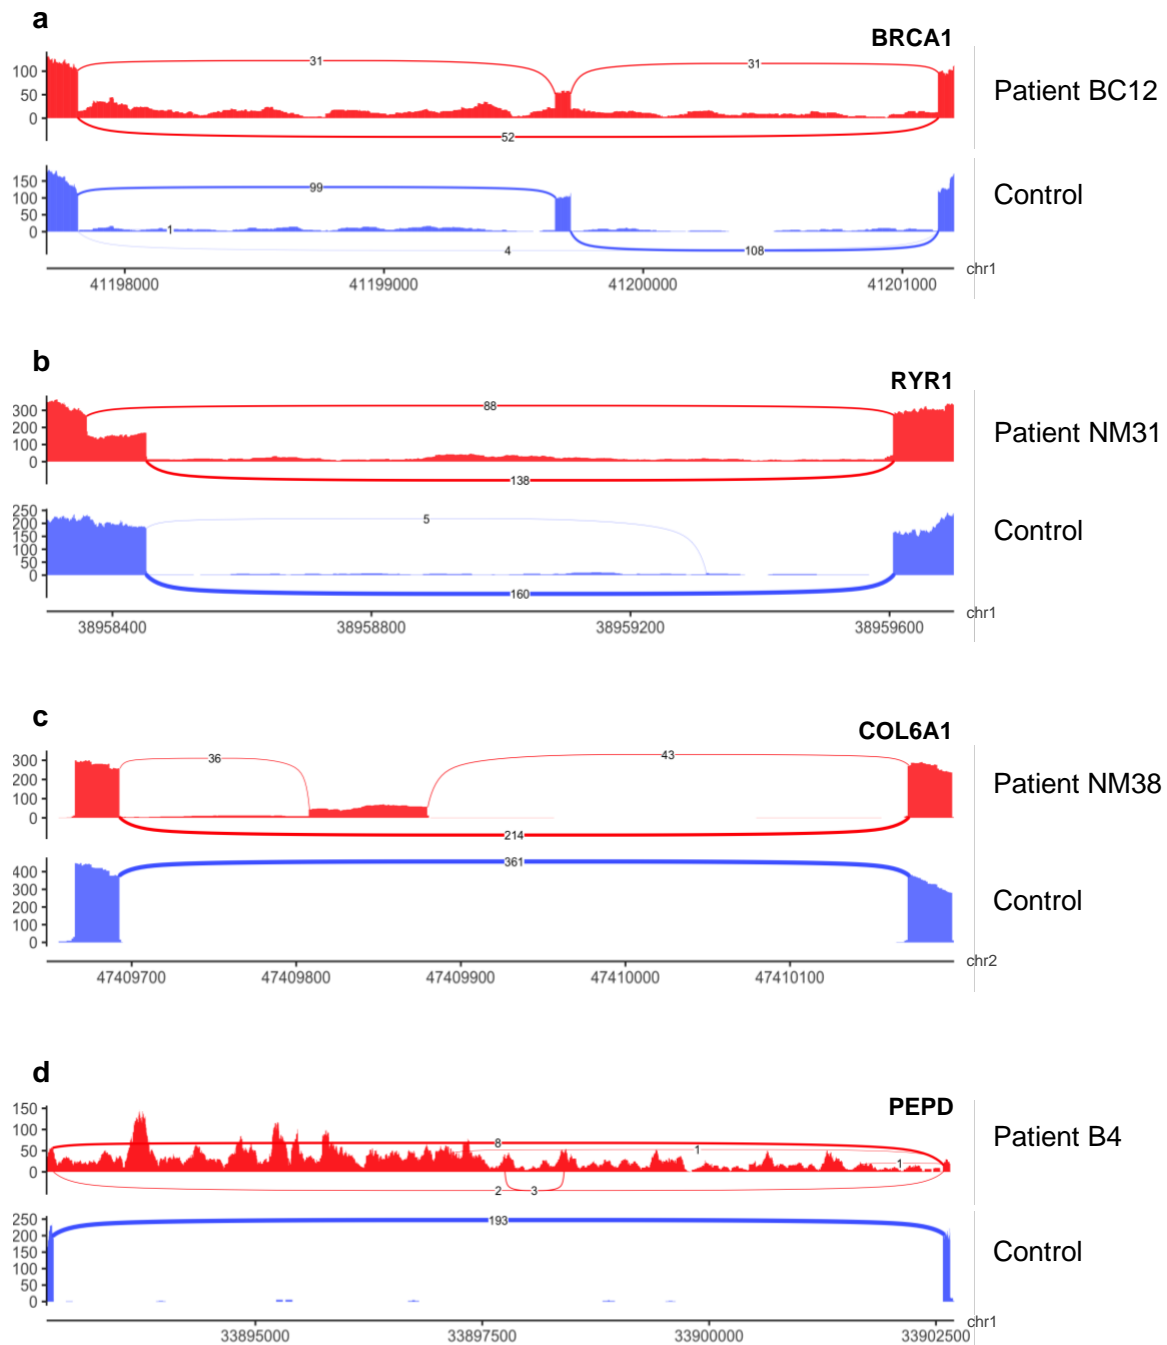 a
BRCA1
Patient BC12
100
50
0
31
31
52
Control
150
100
50
0
99
1
4
108
chr1
41198000 41199000 41200000 41201000
b
RYR1
Patient NM31
300
200
100
0
88
138
Control
250
200
150
100
50
0
5
160
chr1
38958400 38958800 38959200 38959600
c
COL6A1
Patient NM38
300
200
100
0
36
43
214
Control
400
300
200
100
0
361
chr2
47409700 47409800 47409900 47410000 47410100
d
PEPD
Patient B4
150
100
50
0
8
1
1
2
3
Control
250
200
150
100
50
0
193
chr1
33895000 33897500 33900000 33902500